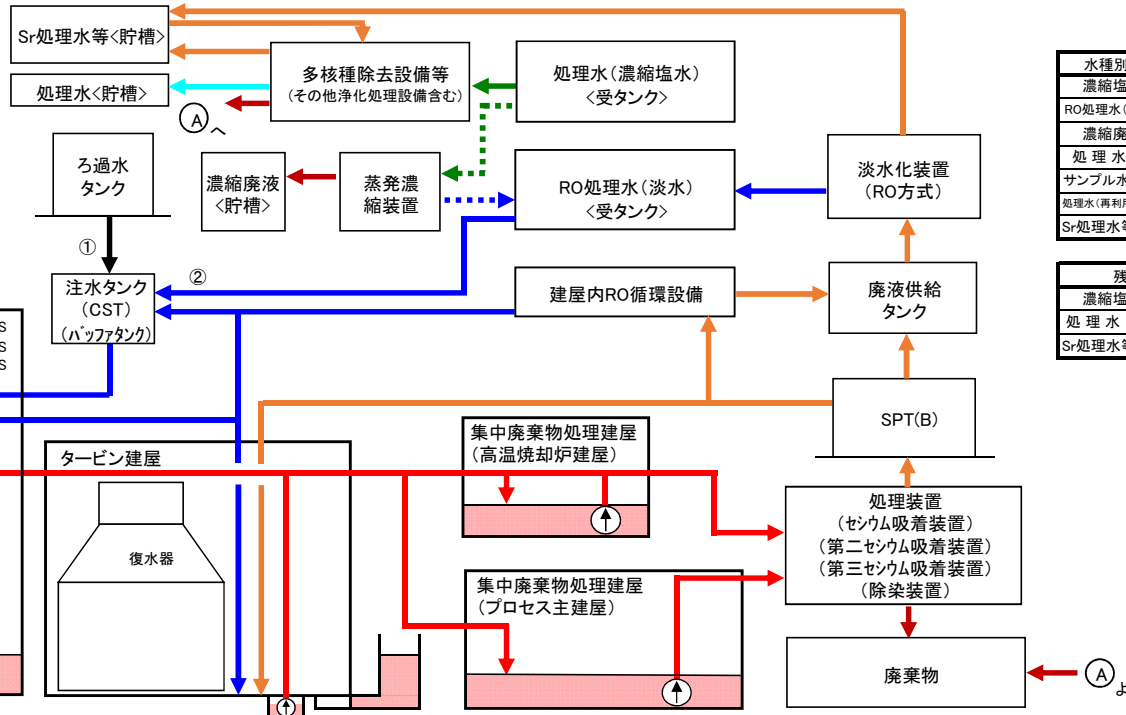 Sr処理水等<貯槽>
処理水<貯槽>
多核種除去設備等
(その他浄化処理設備含む)
Aへ
処理水(濃縮塩水)
<受タンク>
ろ過水
タンク
濃縮廃液
<貯槽>
蒸発濃
縮装置
RO処理水(淡水)
<受タンク>
淡水化装置
(RO方式)
①
②
注水タンク
(CST)
(バッファタンク)
建屋内RO循環設備
廃液供給
タンク
S
S
S
SPT(B)
タービン建屋
復水器
集中廃棄物処理建屋
(高温焼却炉建屋)
集中廃棄物処理建屋
(プロセス主建屋)
処理装置
(セシウム吸着装置)
(第二セシウム吸着装置)
(第三セシウム吸着装置)
(除染装置)
廃棄物
Aよ
水種別
濃縮塩
RO処理水(
濃縮廃
処理水
サンプル水
処理水(再利用
Sr処理水等
残
濃縮塩
処理水
Sr処理水等